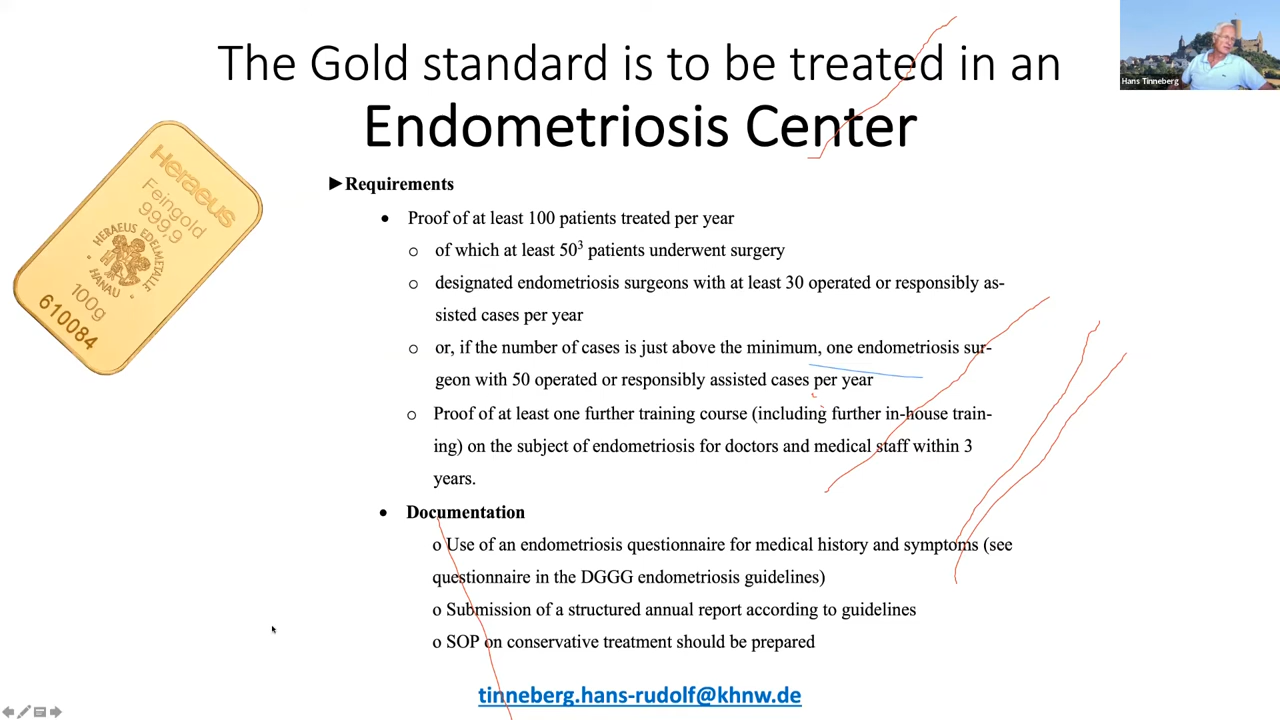 The Gold standard is to be treated in an
Endometriosis Center
Hans Tinneberg
Heraeus
Feingold
999,9
HERAEUS EDELMETALLE
HANAU
100g
610084
►Requirements
• Proof of at least 100 patients treated per year
o of which at least 50³ patients underwent surgery
o designated endometriosis surgeons with at least 30 operated or responsibly as-
sisted cases per year
o or, if the number of cases is just above the minimum, one endometriosis sur-
geon with 50 operated or responsibly assisted cases per year
o Proof of at least one further training course (including further in-house train-
ing) on the subject of endometriosis for doctors and medical staff within 3
years.
• Documentation
o Use of an endometriosis questionnaire for medical history and symptoms (see
questionnaire in the DGGG endometriosis guidelines)
o Submission of a structured annual report according to guidelines
o SOP on conservative treatment should be prepared
tinneberg.hans-rudolf@khnw.de